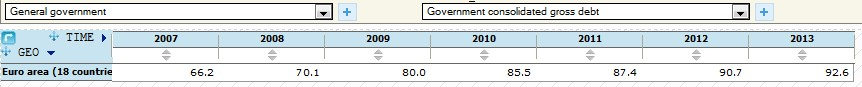 General government + Government consolidated gross debt +
TIME 2007 2008 2009 2010 2011 2012 2013
GEO
Euro area (18 countrie 66.2 70.1 80.0 85.5 87.4 90.7 92.6